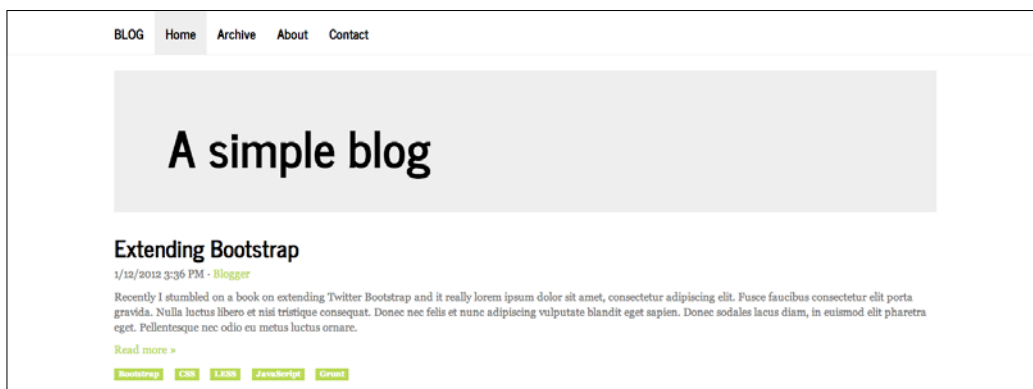 BLOG Home Archive About Contact
A simple blog
Extending Bootstrap
1/12/2012 3:36 PM - Blogger
Recently I stumbled on a book on extending Twitter Bootstrap and it really lorem ipsum dolor sit amet, consectetur adipiscing elit. Fusce faucibus consectetur elit porta
gravida. Nulla luctus libero et nisi tristique consequat. Donec nec felis et nunc adipiscing vulputate blandit eget sapien. Donec sodales lacus diam, in euismod elit pharetra
eget. Pellentesque nec odio eu metus luctus ornare.
Read more »
Bootstrap CSS LESS JavaScript Grunt